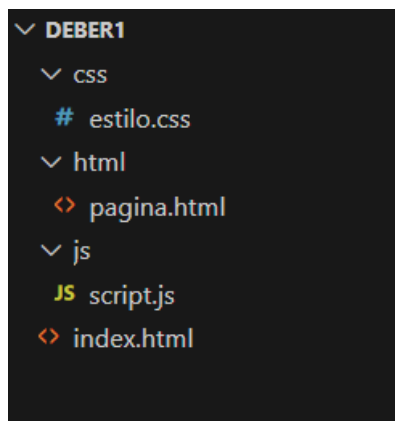 DEBER1
css
# estilo.css
html
<> pagina.html
js
JS script.js
<> index.html